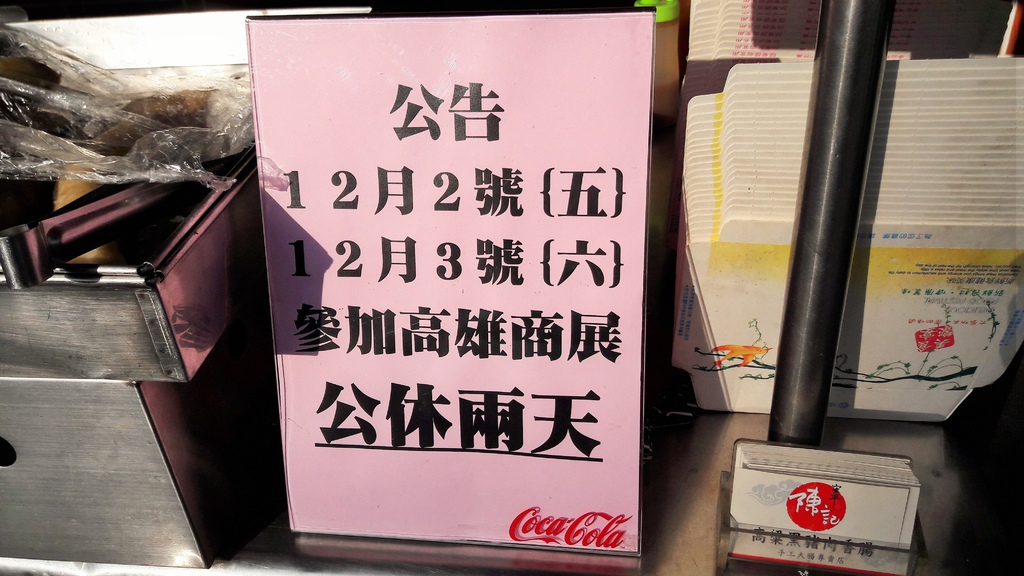 公告
12月2號{五}
12月3號{六}
參加高雄商展
公休兩天
Coca-Cola
陳記
高粱黑豬肉香腸